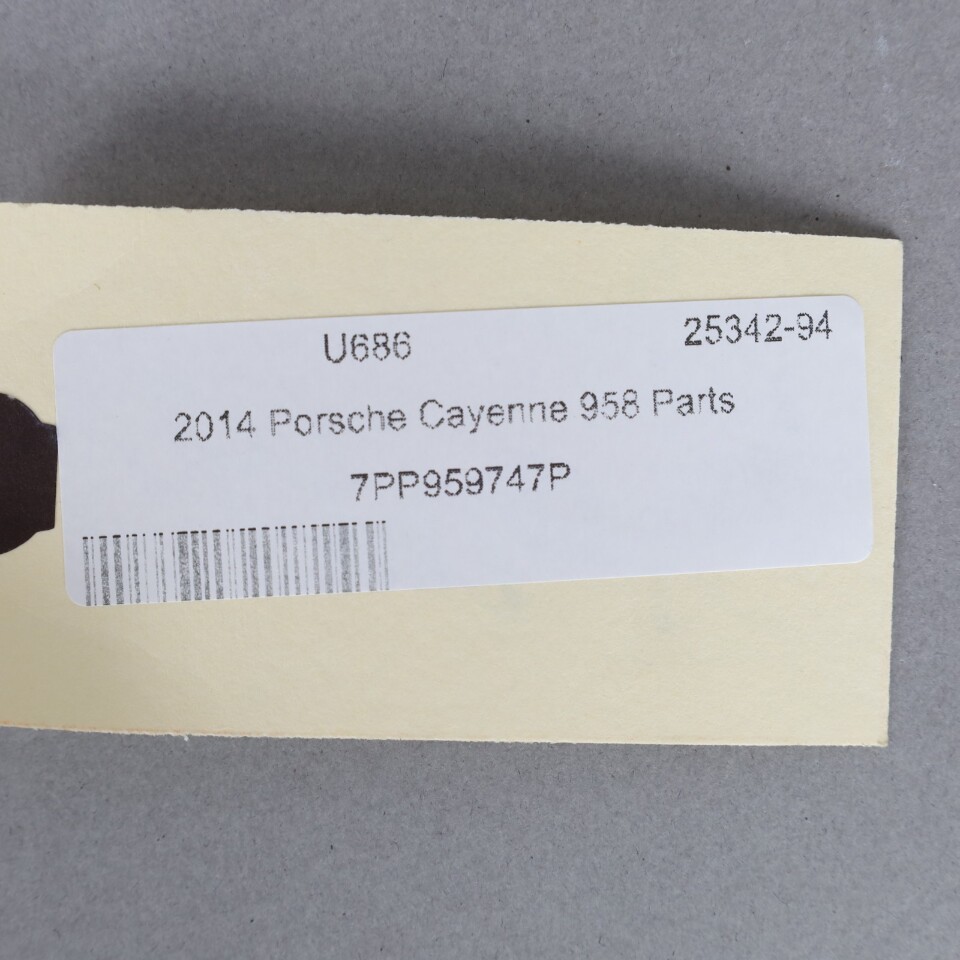 U686 25342-94
2014 Porsche Cayenne 958 Parts
7PP959747P